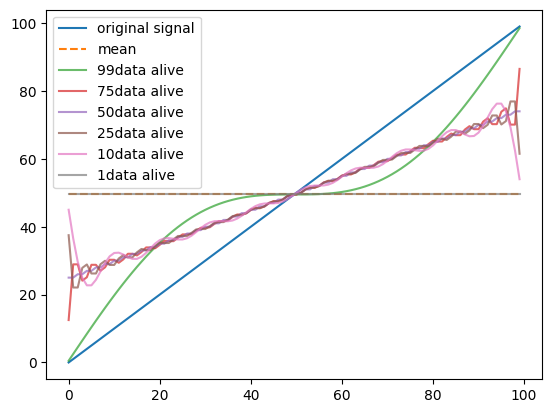 original signal
mean
99data alive
75data alive
50data alive
25data alive
10data alive
1data alive
100
80
60
40
20
0
0 20 40 60 80 100